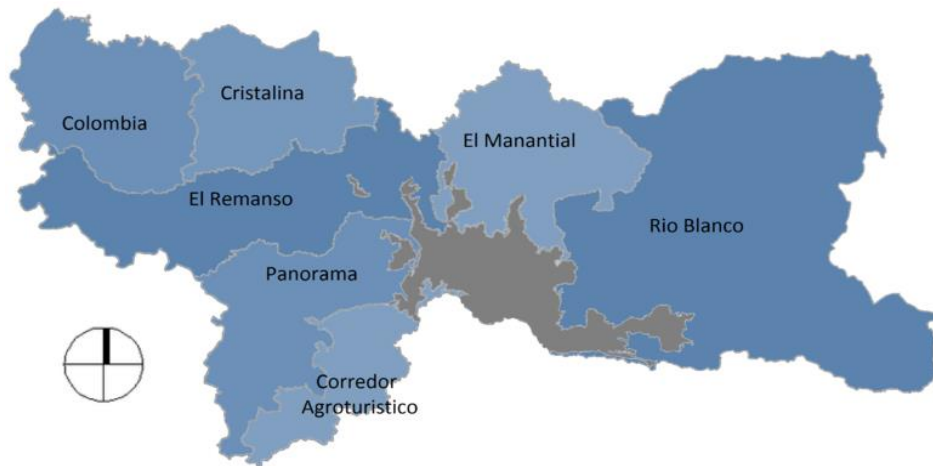 Cristalina
Colombia
El Manantial
El Remanso
Rio Blanco
Panorama
Corredor
Agroturistico